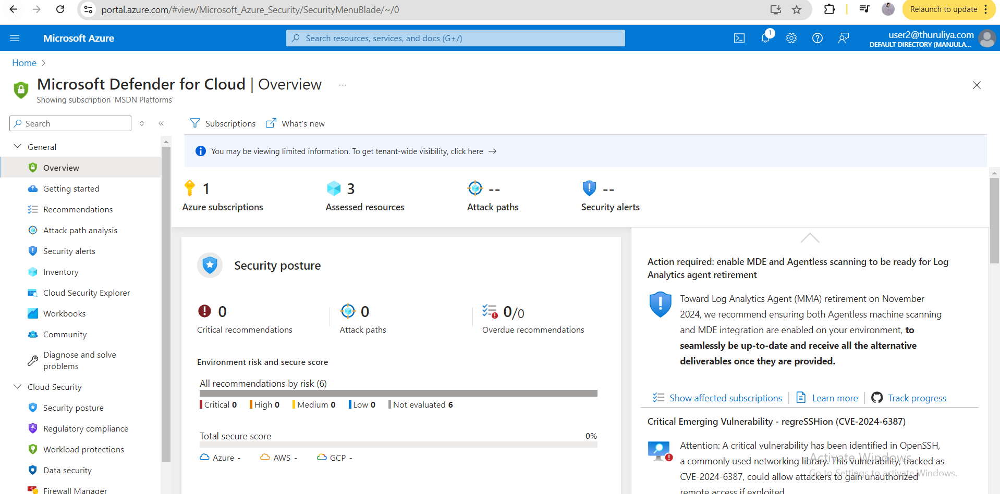 portal.azure.com/#view/Microsoft_Azure_Security/SecurityMenuBlade/~/0
Relaunch to update
Microsoft Azure
Search resources, services, and docs (G+/)
1
user2@thuruliya.com
DEFAULT DIRECTORY (MANJULA...
Home
Microsoft Defender for Cloud | Overview
...
Showing subscription 'MSDN Platforms'
Search
General
Overview
Getting started
Recommendations
Attack path analysis
Security alerts
Inventory
Cloud Security Explorer
Workbooks
Community
Diagnose and solve
problems
Cloud Security
Security posture
Regulatory compliance
Workload protections
Data security
Firewall Manager
Subscriptions
What's new
You may be viewing limited information. To get tenant-wide visibility, click here →
1
Azure subscriptions
3
Assessed resources
--
Attack paths
--
Security alerts
Security posture
0
Critical recommendations
0
Attack paths
0/0
Overdue recommendations
Environment risk and secure score
All recommendations by risk (6)
Critical 0 High 0 Medium 0 Low 0 Not evaluated 6
Total secure score 0%
Azure - AWS - GCP -
Action required: enable MDE and Agentless scanning to be ready for Log
Analytics agent retirement
Toward Log Analytics Agent (MMA) retirement on November
2024, we recommend ensuring both Agentless machine scanning
and MDE integration are enabled on your environment, to
seamlessly be up-to-date and receive all the alternative
deliverables once they are provided.
Show affected subscriptions | Learn more | Track progress
Critical Emerging Vulnerability - regreSSHion (CVE-2024-6387)
Attention: A critical vulnerability has been identified in OpenSSH,
a commonly used networking library. This vulnerability, tracked as
CVE-2024-6387, could allow attackers to gain unauthorized
remote access if exploited
Activate Windows
Go to Settings to activate Windows.